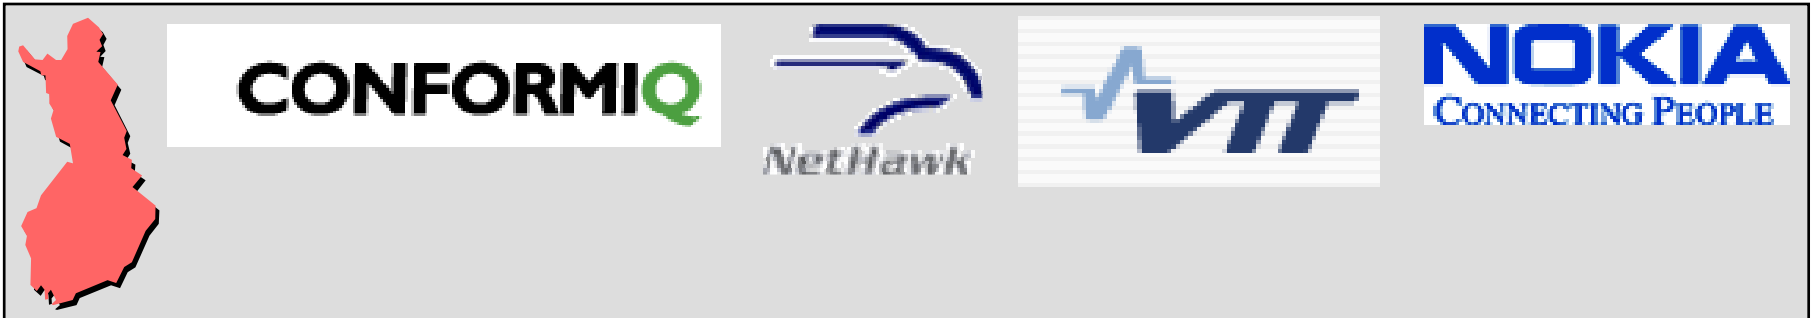 CONFORMIQ
NetHawk
VTT
NOKIA
CONNECTING PEOPLE